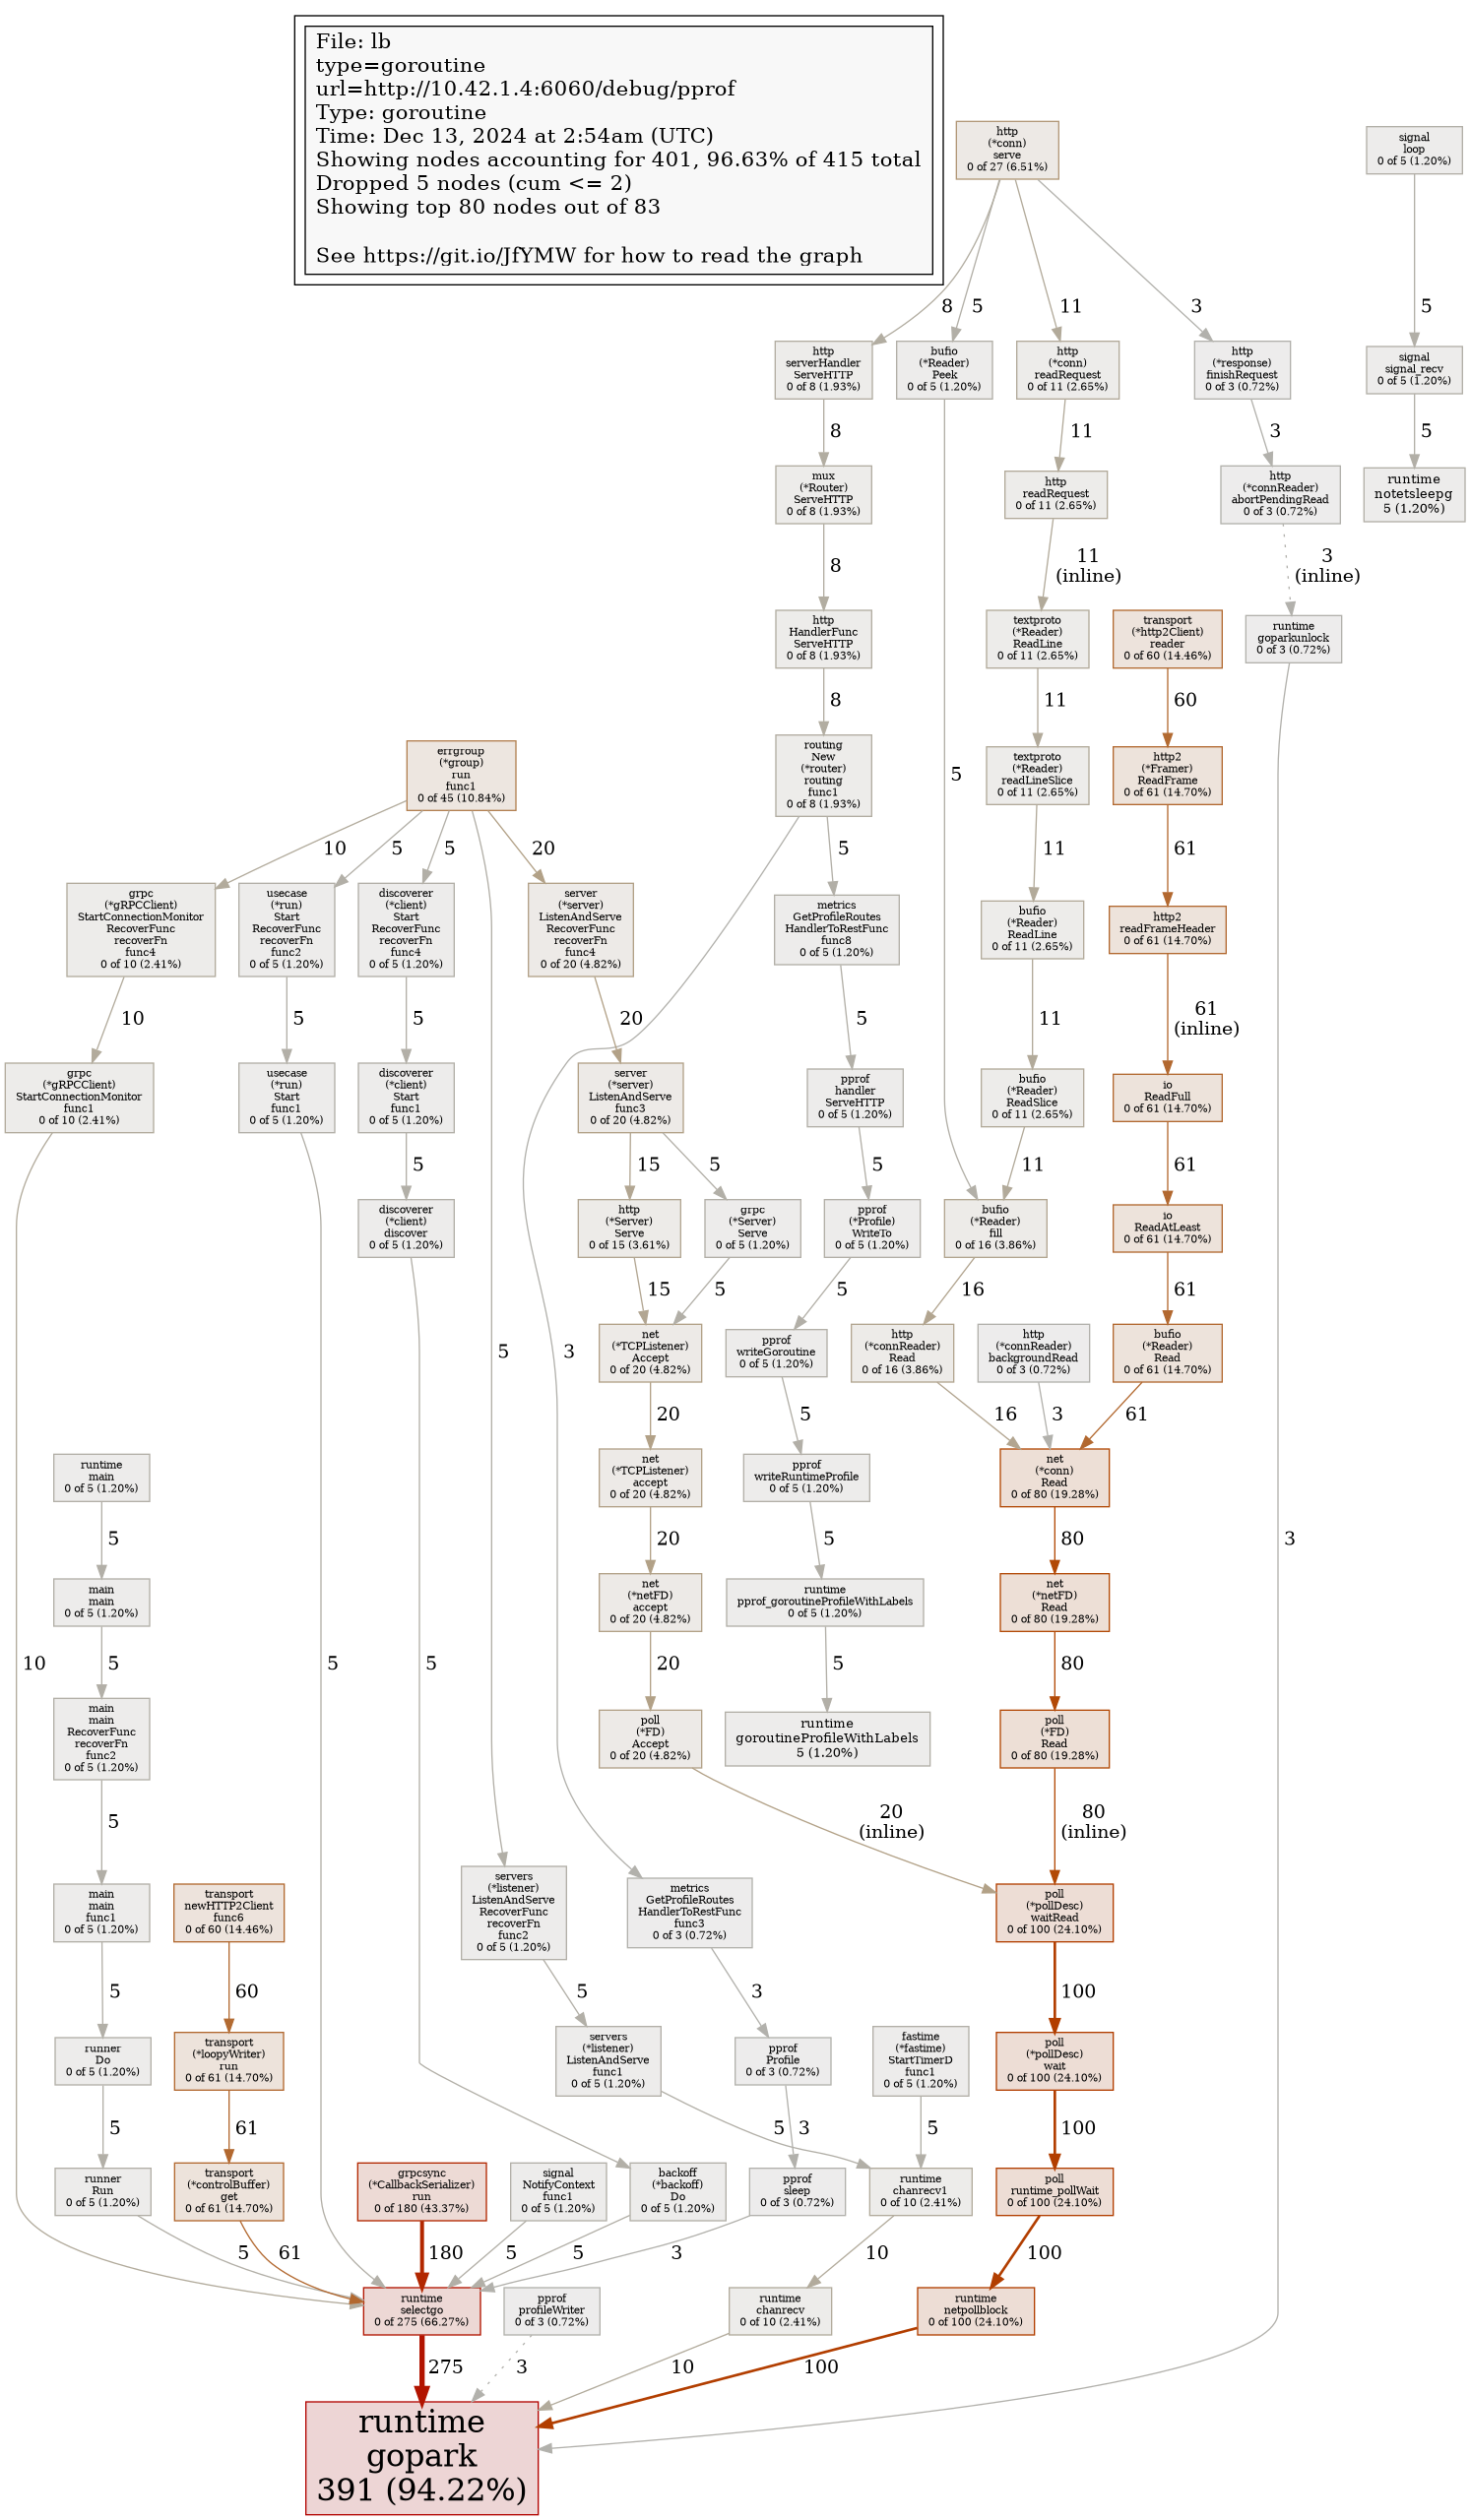 File: lb
type=goroutine
url=http://10.42.1.4:6060/debug/pprof
Type: goroutine
Time: Dec 13, 2024 at 2:54am (UTC)
Showing nodes accounting for 401, 96.63% of 415 total
Dropped 5 nodes (cum <= 2)
Showing top 80 nodes out of 83
See https://git.io/JfYMW for how to read the graph
http
(*conn)
serve
0 of 27 (6.51%)
signal
loop
0 of 5 (1.20%)
8
5
11
3
5
http
serverHandler
ServeHTTP
0 of 8 (1.93%)
bufio
(*Reader)
Peek
0 of 5 (1.20%)
http
(*conn)
readRequest
0 of 11 (2.65%)
http
(*response)
finishRequest
0 of 3 (0.72%)
signal
signal_recv
0 of 5 (1.20%)
8
11
3
5
mux
(*Router)
ServeHTTP
0 of 8 (1.93%)
http
readRequest
0 of 11 (2.65%)
http
(*connReader)
abortPendingRead
0 of 3 (0.72%)
runtime
notetsleepg
5 (1.20%)
8
11
(inline)
3
(inline)
http
HandlerFunc
ServeHTTP
0 of 8 (1.93%)
textproto
(*Reader)
ReadLine
0 of 11 (2.65%)
transport
(*http2Client)
reader
0 of 60 (14.46%)
runtime
goparkunlock
0 of 3 (0.72%)
8
11
60
errgroup
(*group)
run
func1
0 of 45 (10.84%)
routing
New
(*router)
routing
func1
0 of 8 (1.93%)
5
textproto
(*Reader)
readLineSlice
0 of 11 (2.65%)
http2
(*Framer)
ReadFrame
0 of 61 (14.70%)
10
5
5
20
5
11
61
grpc
(*gRPCClient)
StartConnectionMonitor
RecoverFunc
recoverFn
func4
0 of 10 (2.41%)
usecase
(*run)
Start
RecoverFunc
recoverFn
func2
0 of 5 (1.20%)
discoverer
(*client)
Start
RecoverFunc
recoverFn
func4
0 of 5 (1.20%)
server
(*server)
ListenAndServe
RecoverFunc
recoverFn
func4
0 of 20 (4.82%)
metrics
GetProfileRoutes
HandlerToRestFunc
func8
0 of 5 (1.20%)
bufio
(*Reader)
ReadLine
0 of 11 (2.65%)
http2
readFrameHeader
0 of 61 (14.70%)
10
5
5
20
5
11
61
(inline)
grpc
(*gRPCClient)
StartConnectionMonitor
func1
0 of 10 (2.41%)
usecase
(*run)
Start
func1
0 of 5 (1.20%)
discoverer
(*client)
Start
func1
0 of 5 (1.20%)
server
(*server)
ListenAndServe
func3
0 of 20 (4.82%)
pprof
handler
ServeHTTP
0 of 5 (1.20%)
bufio
(*Reader)
ReadSlice
0 of 11 (2.65%)
io
ReadFull
0 of 61 (14.70%)
5
15
5
5
11
61
discoverer
(*client)
discover
0 of 5 (1.20%)
http
(*Server)
Serve
0 of 15 (3.61%)
grpc
(*Server)
Serve
0 of 5 (1.20%)
pprof
(*Profile)
WriteTo
0 of 5 (1.20%)
bufio
(*Reader)
fill
0 of 16 (3.86%)
io
ReadAtLeast
0 of 61 (14.70%)
15
5
5
16
61
5
3
net
(*TCPListener)
Accept
0 of 20 (4.82%)
pprof
writeGoroutine
0 of 5 (1.20%)
http
(*connReader)
Read
0 of 16 (3.86%)
http
(*connReader)
backgroundRead
0 of 3 (0.72%)
bufio
(*Reader)
Read
0 of 61 (14.70%)
20
5
16
3
61
runtime
main
0 of 5 (1.20%)
net
(*TCPListener)
accept
0 of 20 (4.82%)
pprof
writeRuntimeProfile
0 of 5 (1.20%)
net
(*conn)
Read
0 of 80 (19.28%)
5
20
5
80
3
main
main
0 of 5 (1.20%)
net
(*netFD)
accept
0 of 20 (4.82%)
runtime
pprof_goroutineProfileWithLabels
0 of 5 (1.20%)
net
(*netFD)
Read
0 of 80 (19.28%)
10
5
5
5
20
5
80
main
main
RecoverFunc
recoverFn
func2
0 of 5 (1.20%)
poll
(*FD)
Accept
0 of 20 (4.82%)
runtime
goroutineProfileWithLabels
5 (1.20%)
poll
(*FD)
Read
0 of 80 (19.28%)
5
20
(inline)
80
(inline)
main
main
func1
0 of 5 (1.20%)
transport
newHTTP2Client
func6
0 of 60 (14.46%)
servers
(*listener)
ListenAndServe
RecoverFunc
recoverFn
func2
0 of 5 (1.20%)
metrics
GetProfileRoutes
HandlerToRestFunc
func3
0 of 3 (0.72%)
poll
(*pollDesc)
waitRead
0 of 100 (24.10%)
5
60
5
3
100
runner
Do
0 of 5 (1.20%)
transport
(*loopyWriter)
run
0 of 61 (14.70%)
servers
(*listener)
ListenAndServe
func1
0 of 5 (1.20%)
pprof
Profile
0 of 3 (0.72%)
fastime
(*fastime)
StartTimerD
func1
0 of 5 (1.20%)
poll
(*pollDesc)
wait
0 of 100 (24.10%)
5
61
3
5
5
100
runner
Run
0 of 5 (1.20%)
transport
(*controlBuffer)
get
0 of 61 (14.70%)
grpcsync
(*CallbackSerializer)
run
0 of 180 (43.37%)
signal
NotifyContext
func1
0 of 5 (1.20%)
backoff
(*backoff)
Do
0 of 5 (1.20%)
pprof
sleep
0 of 3 (0.72%)
runtime
chanrecv1
0 of 10 (2.41%)
poll
runtime_pollWait
0 of 100 (24.10%)
5
61
180
5
5
3
10
100
runtime
selectgo
0 of 275 (66.27%)
pprof
profileWriter
0 of 3 (0.72%)
runtime
chanrecv
0 of 10 (2.41%)
runtime
netpollblock
0 of 100 (24.10%)
275
3
10
100
runtime
gopark
391 (94.22%)